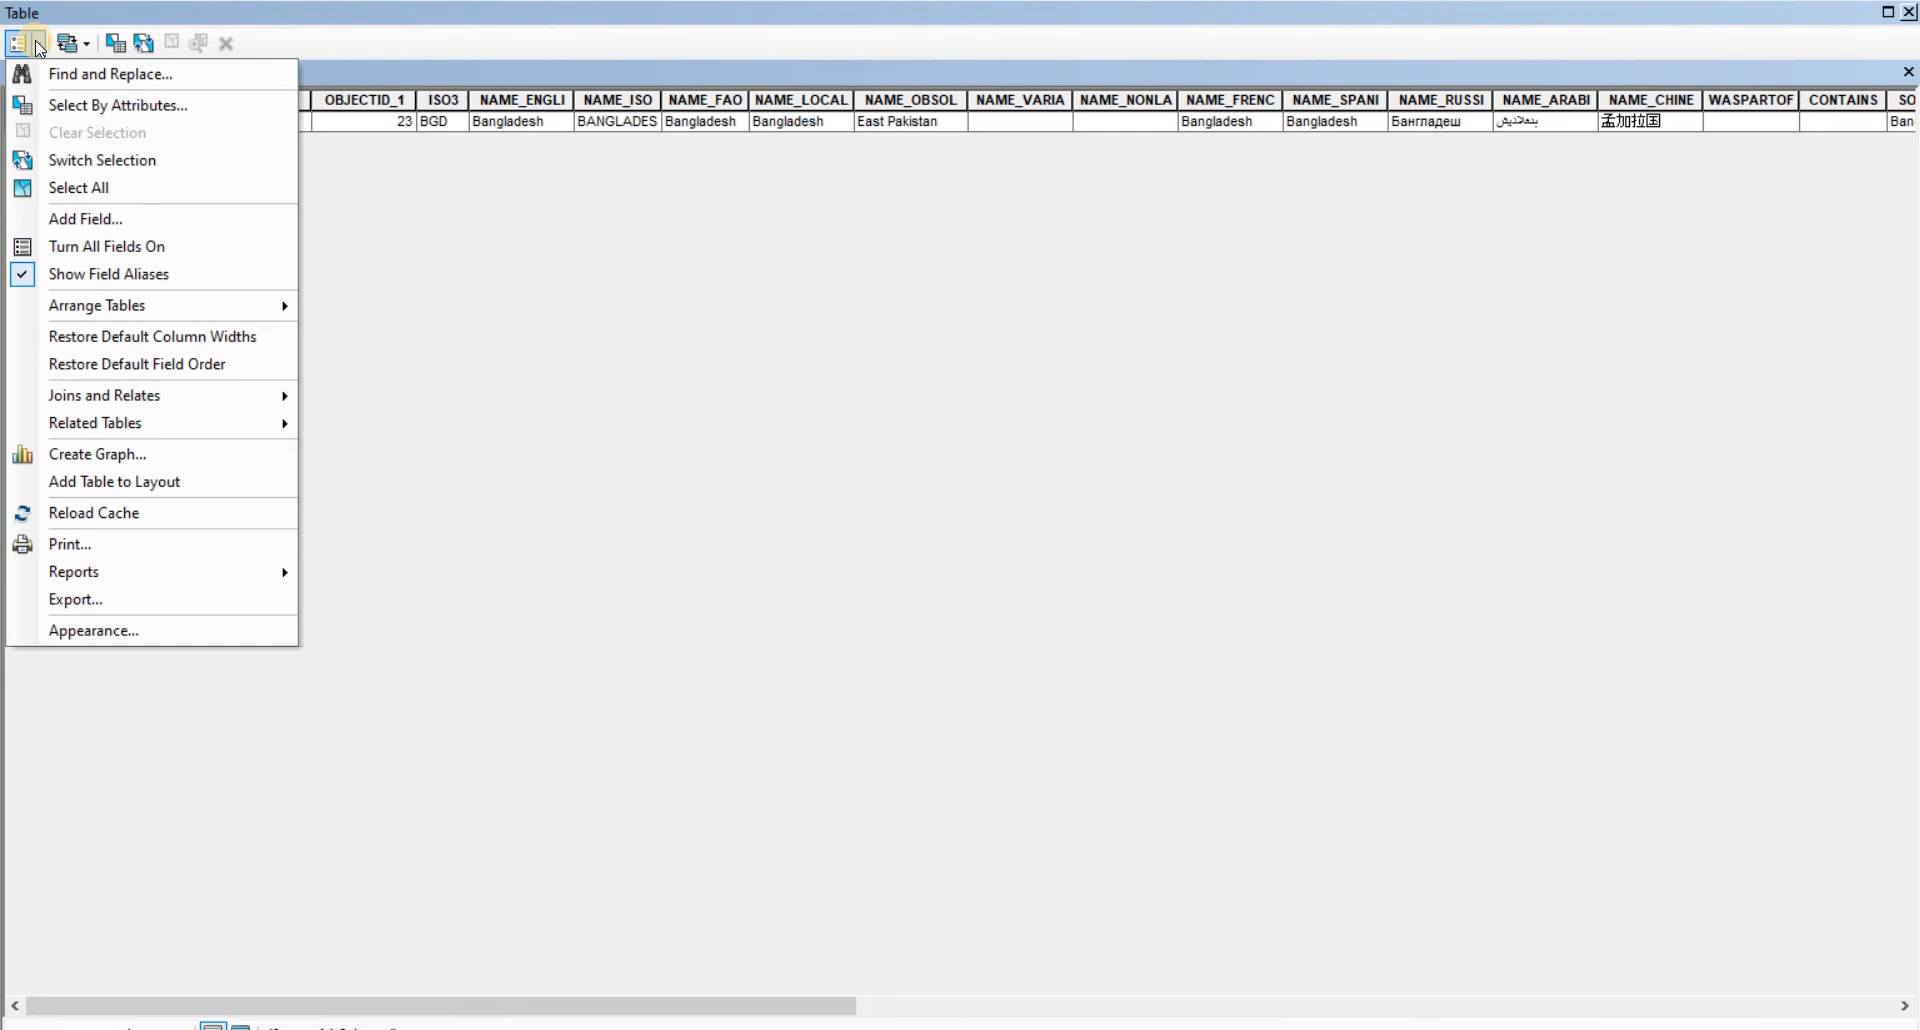 Table
Find and Replace...
Select By Attributes...
Clear Selection
Switch Selection
Select All
Add Field...
Turn All Fields On
Show Field Aliases
Arrange Tables
Restore Default Column Widths
Restore Default Field Order
Joins and Relates
Related Tables
Create Graph...
Add Table to Layout
Reload Cache
Print...
Reports
Export...
Appearance...
OBJECTID_1 ISO3 NAME_ENGLI NAME_ISO NAME_FAO NAME_LOCAL NAME_OBSOL NAME_VARIA NAME_NONLA NAME_FRENC NAME_SPANI NAME_RUSSI NAME_ARABI NAME_CHINE WASPARTOF CONTAINS SO
23 BGD Bangladesh BANGLADES Bangladesh Bangladesh East Pakistan Bangladesh Bangladesh Бангладеш بنغلاديش 孟加拉国 Ban